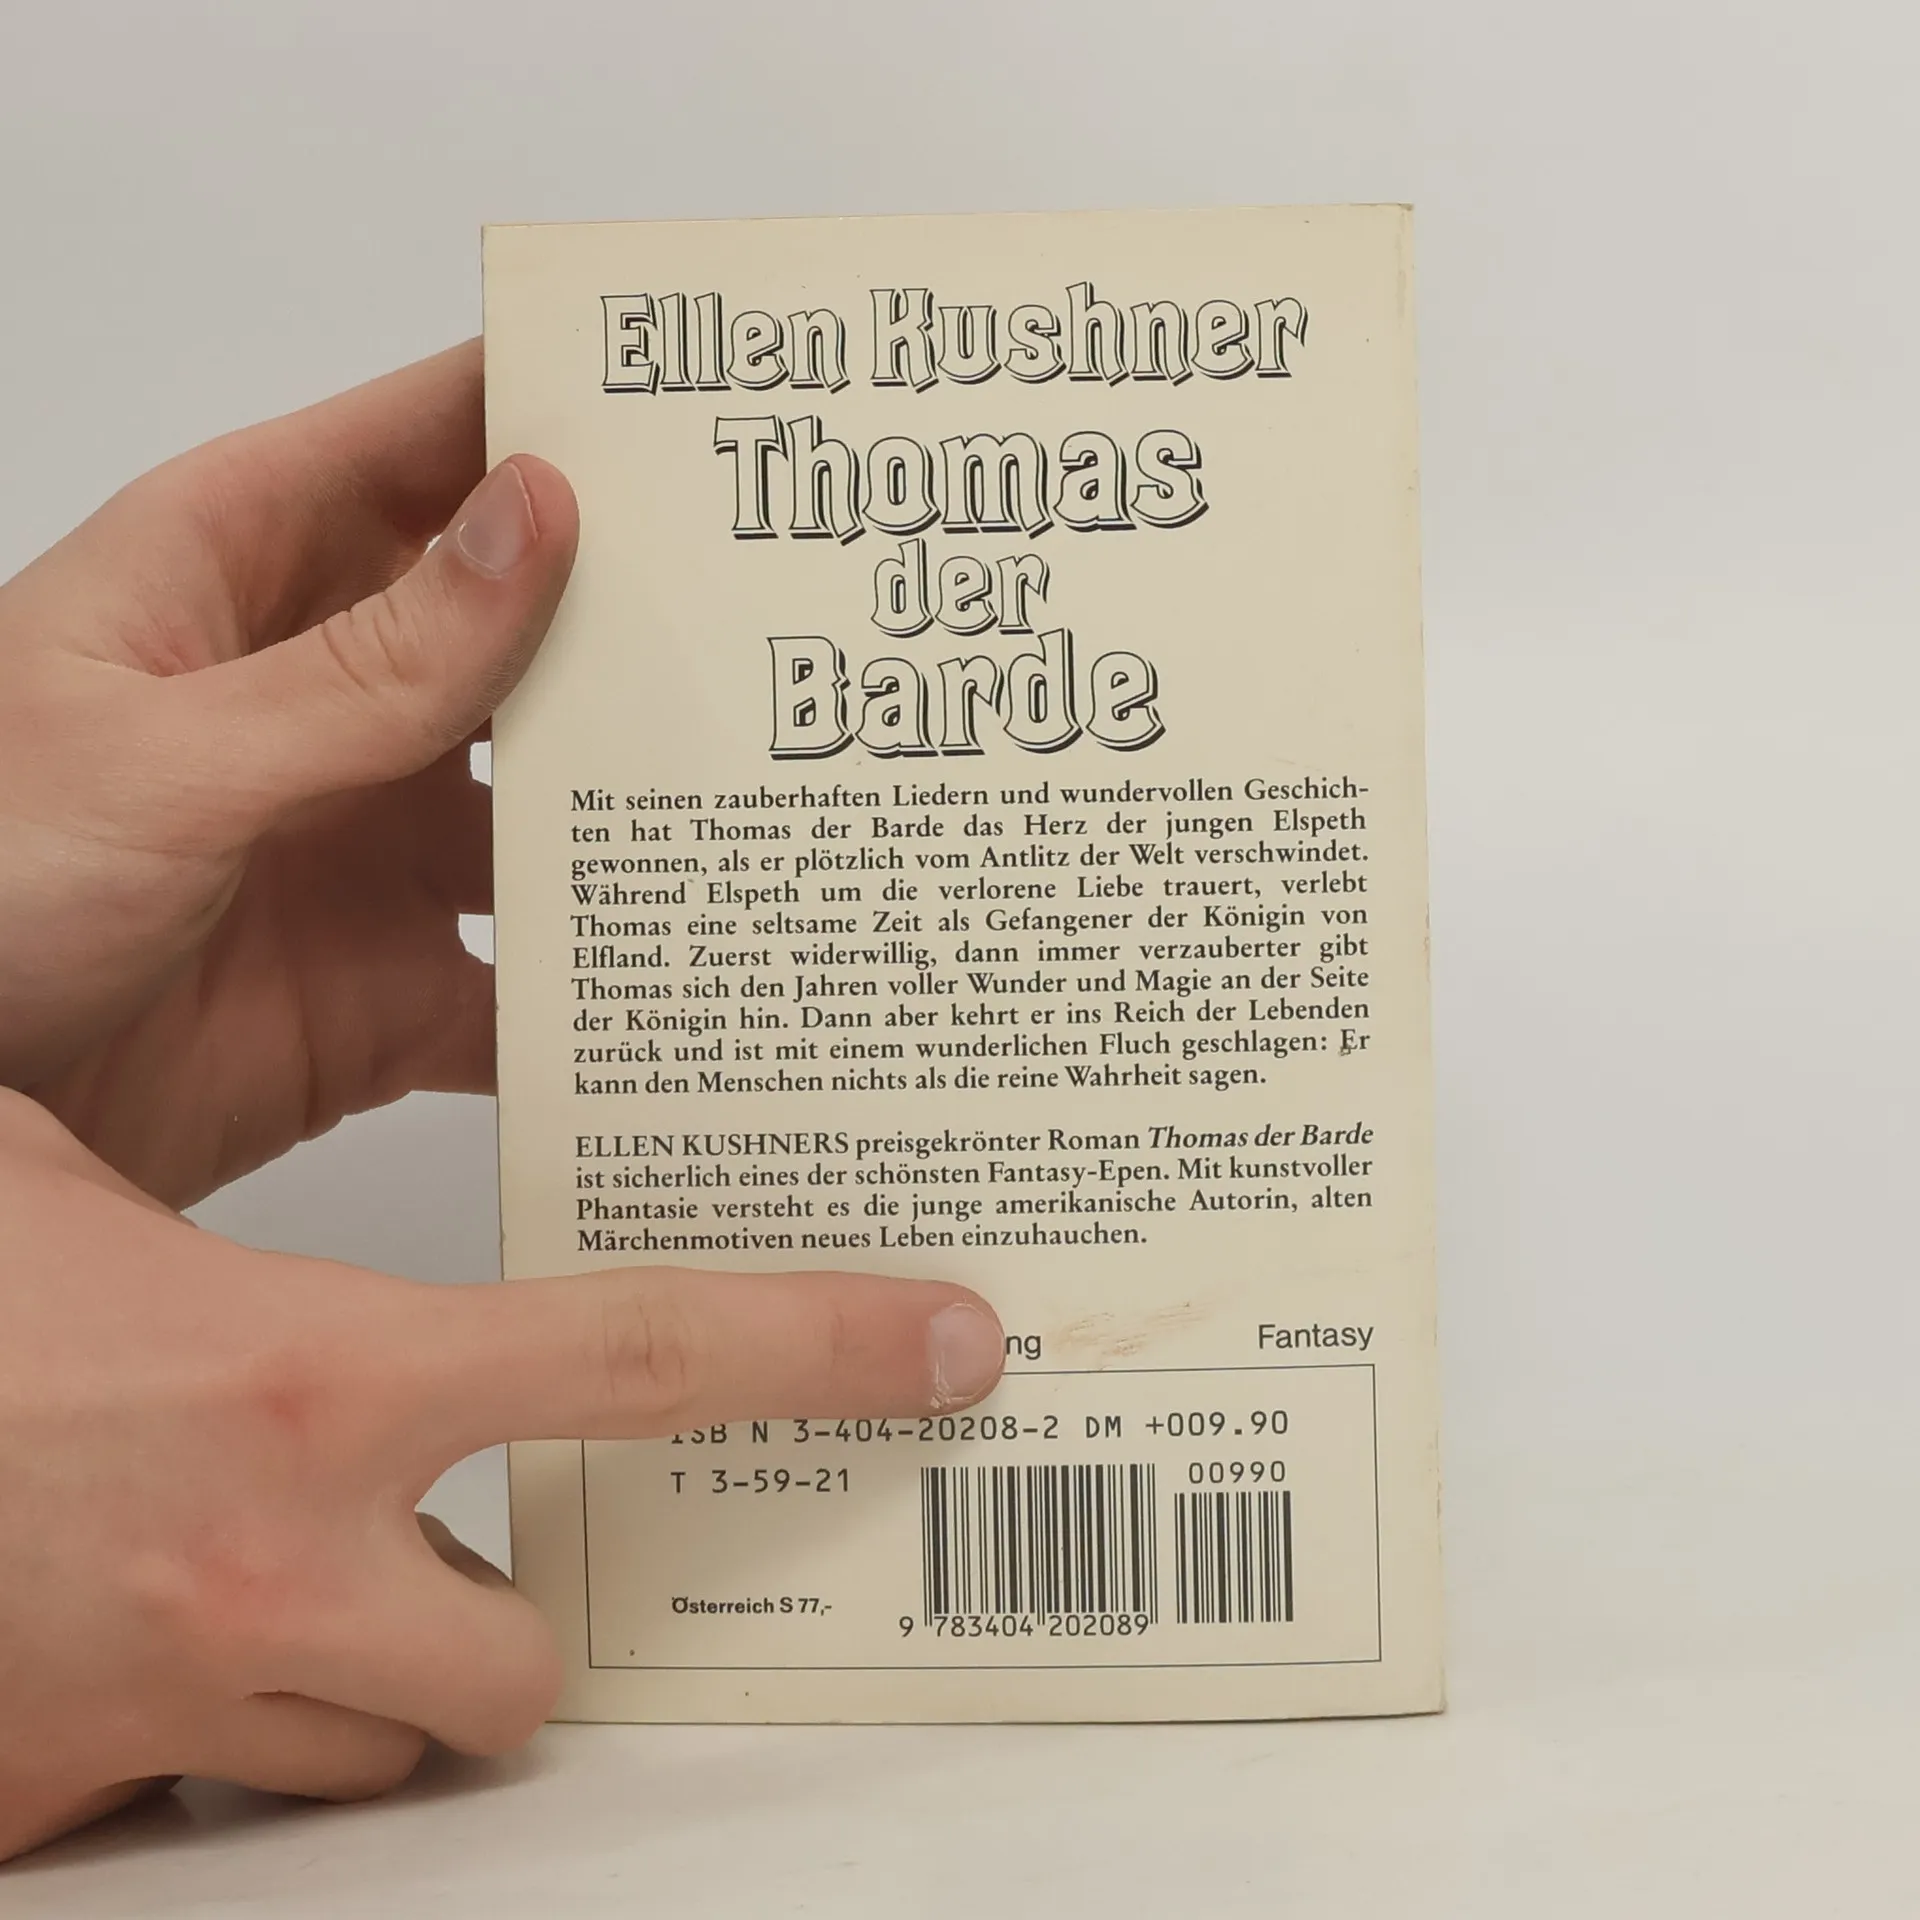 Ellen Kushner
Thomas
der
Barde
Mit seinen zauberhaften Liedern und wundervollen Geschich-
ten hat Thomas der Barde das Herz der jungen Elspeth
gewonnen, als er plötzlich vom Antlitz der Welt verschwindet.
Während Elspeth um die verlorene Liebe trauert, verlebt
Thomas eine seltsame Zeit als Gefangener der Königin von
Elfland. Zuerst widerwillig, dann immer verzauberter gibt
Thomas sich den Jahren voller Wunder und Magie an der Seite
der Königin hin. Dann aber kehrt er ins Reich der Lebenden
zurück und ist mit einem wunderlichen Fluch geschlagen: Er
kann den Menschen nichts als die reine Wahrheit sagen.
ELLEN KUSHNERS preisgekrönter Roman Thomas der Barde
ist sicherlich eines der schönsten Fantasy-Epen. Mit kunstvoller
Phantasie versteht es die junge amerikanische Autorin, alten
Märchenmotiven neues Leben einzuhauchen.
Fantasy
ISB N 3-404-20208-2 DM +009.90
T 3-59-21
00990
Österreich S 77,-
9 783404 202089